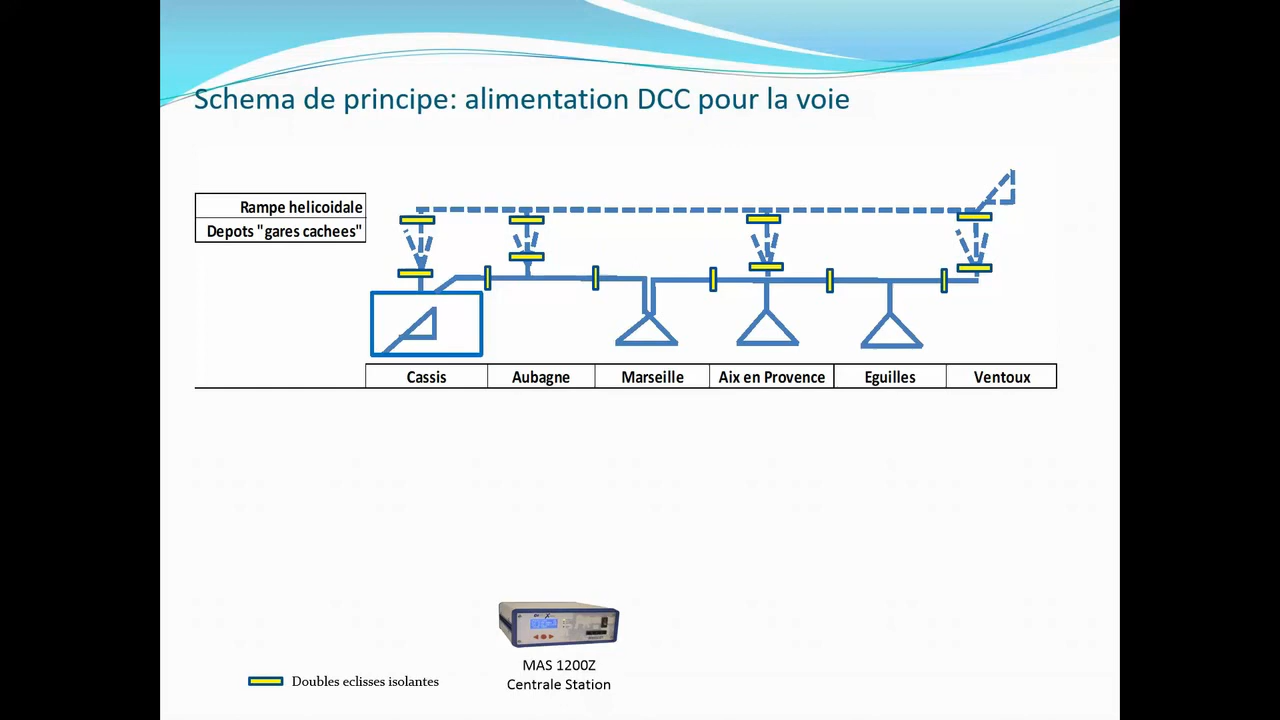 Schema de principe: alimentation DCC pour la voie
Rampe helicoidale
Depots "gares cachees"
Cassis
Aubagne
Marseille
Aix en Provence
Eguilles
Ventoux
MAS 1200Z
Centrale Station
Doubles eclisses isolantes